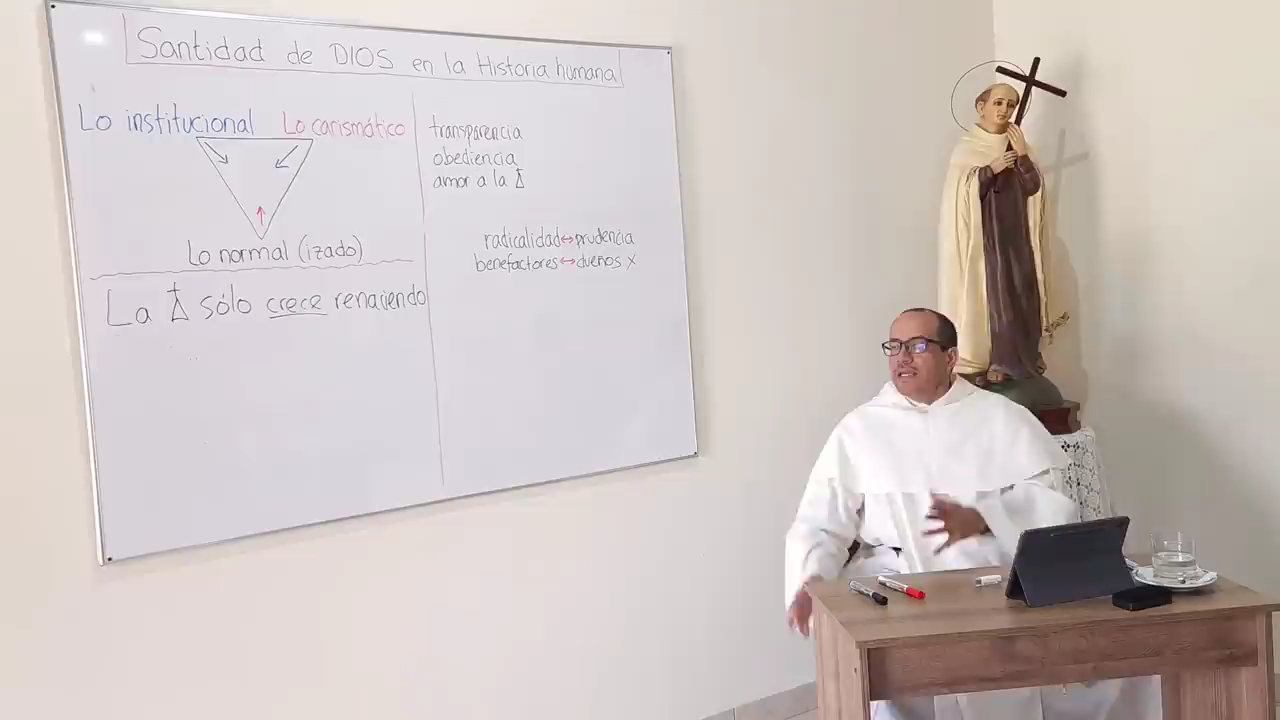 Santidad de DIOS en la Historia humana
Lo institucional
Lo carismático
Lo normal (izado)
La sólo crece renaciendo
transparencia
obediencia
amor a la
radicalidad↔prudencia
benefactores↔dueños x